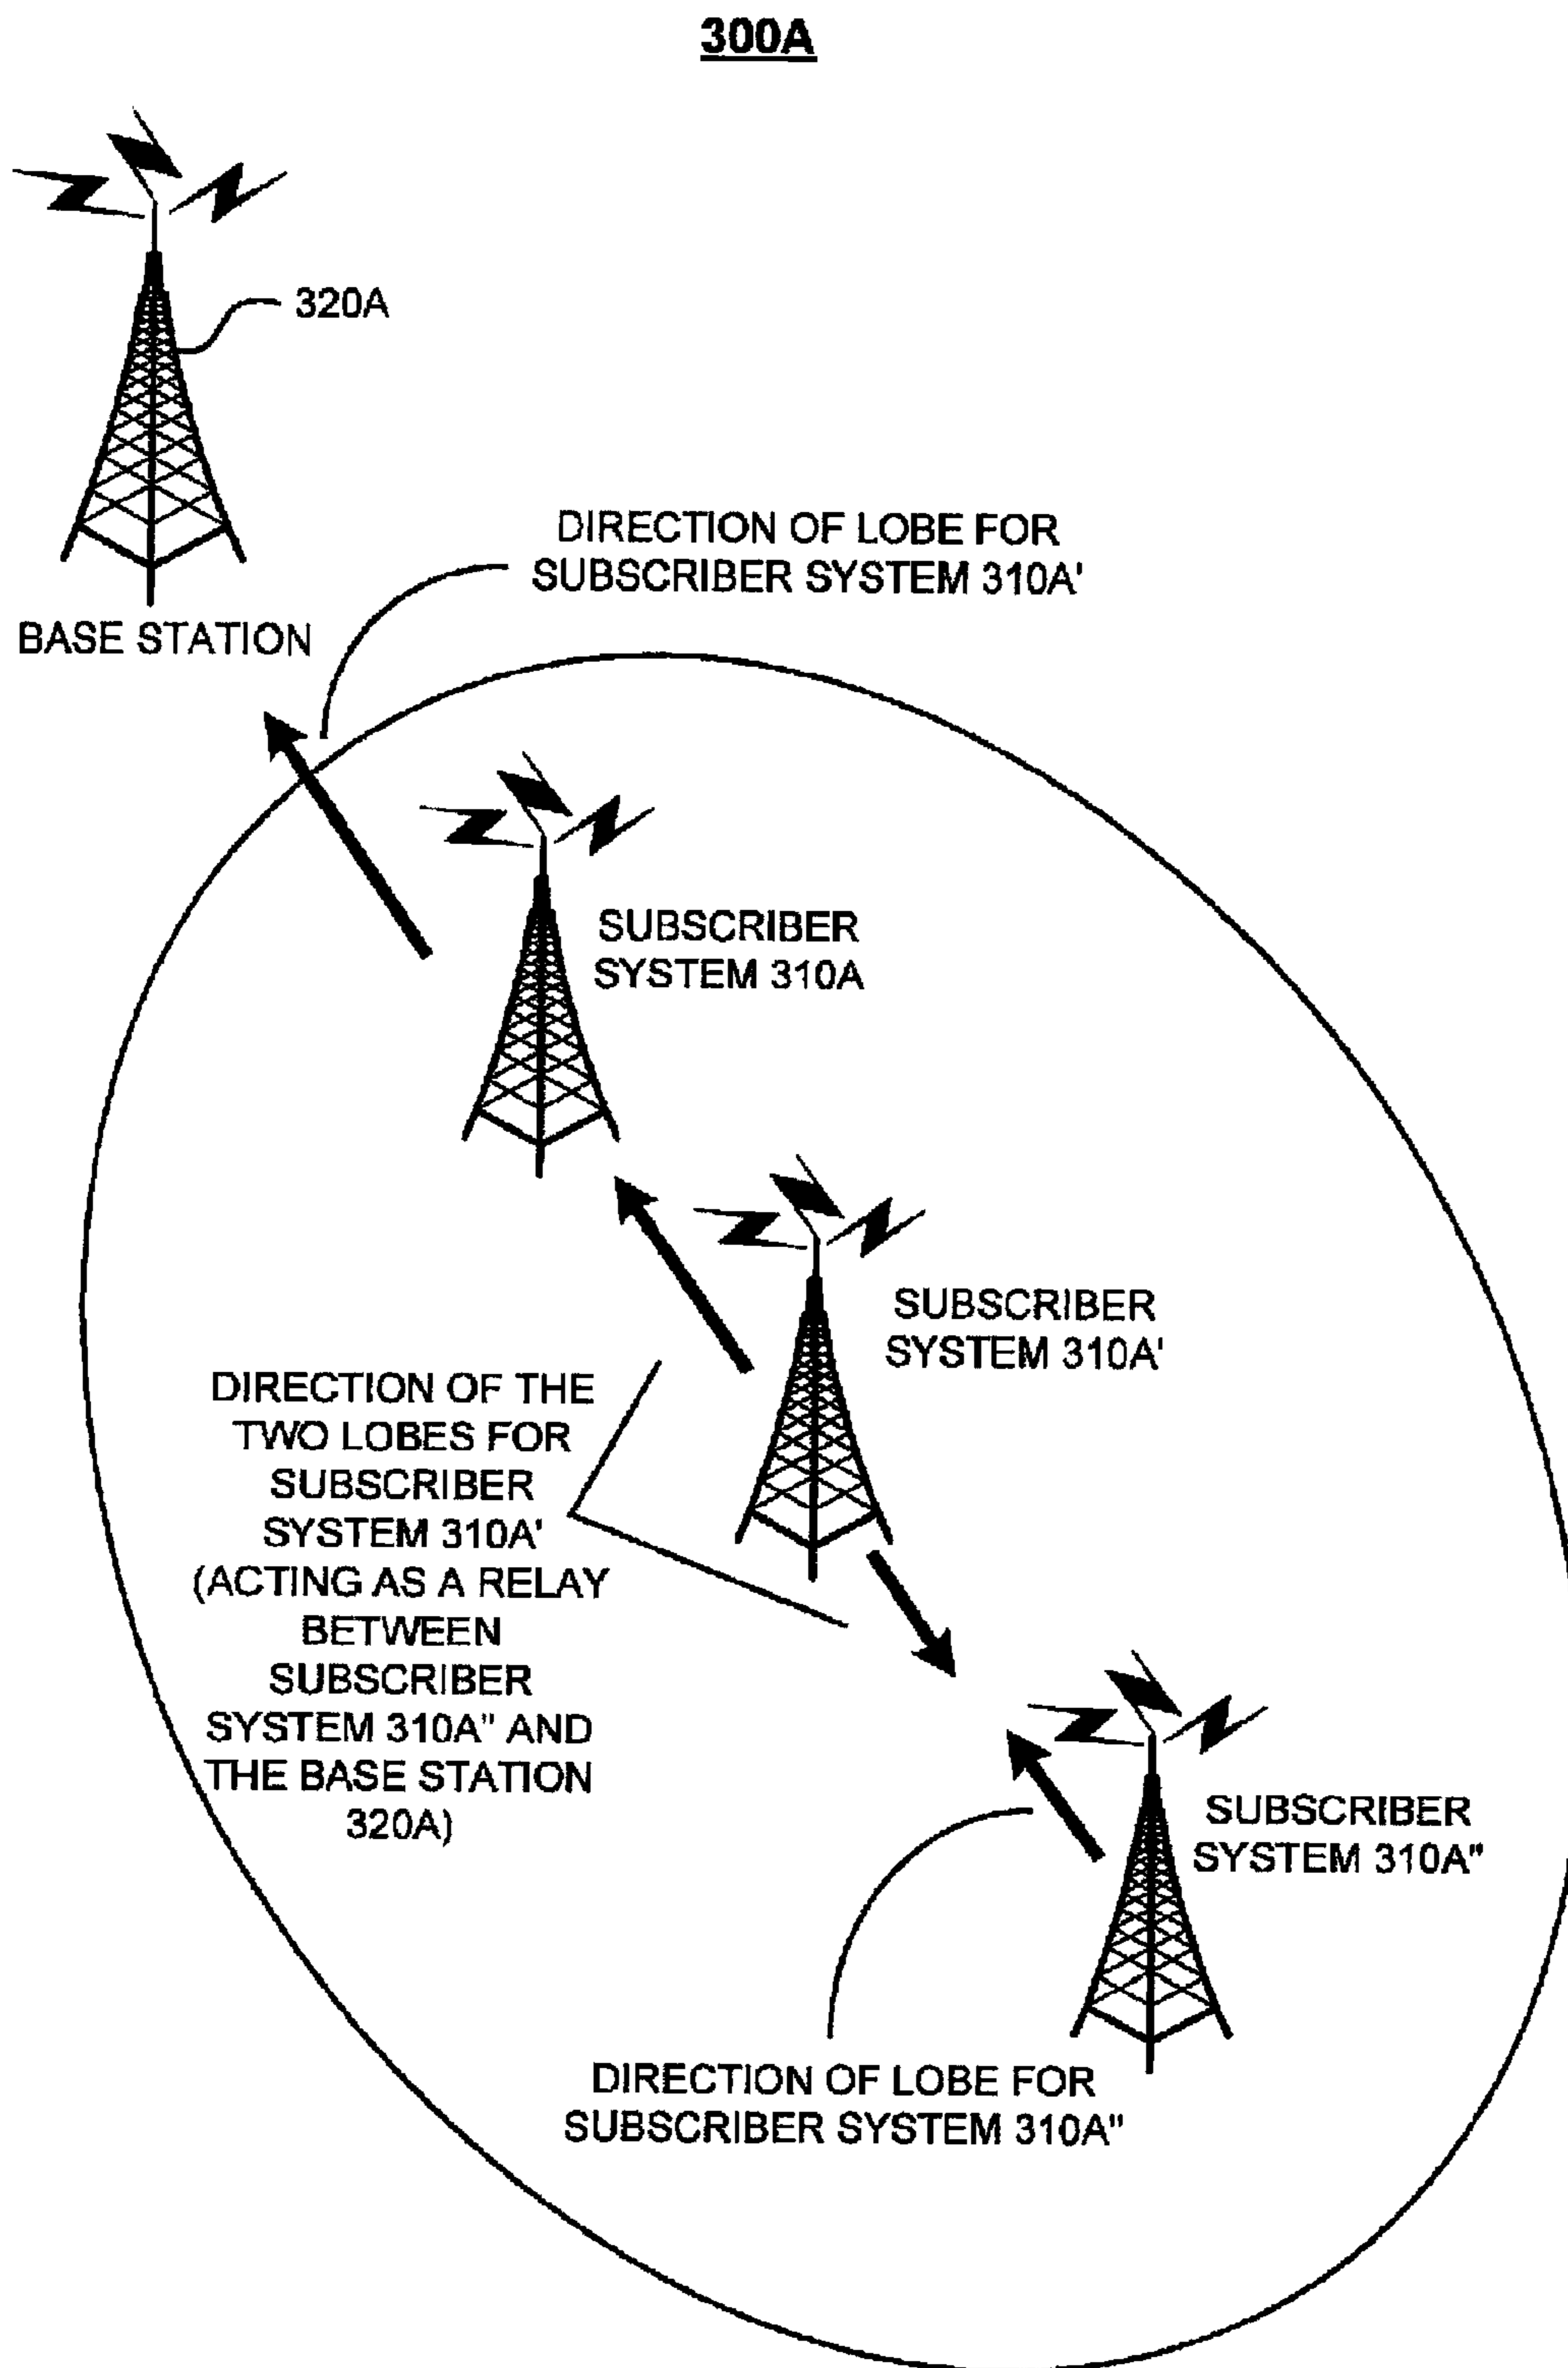 300A
320A
BASE STATION
DIRECTION OF LOBE FOR
SUBSCRIBER SYSTEM 310A'
SUBSCRIBER
SYSTEM 310A
SUBSCRIBER
SYSTEM 310A'
DIRECTION OF THE
TWO LOBES FOR
SUBSCRIBER
SYSTEM 310A'
(ACTING AS A RELAY
BETWEEN
SUBSCRIBER
SYSTEM 310A" AND
THE BASE STATION
320A)
SUBSCRIBER
SYSTEM 310A"
DIRECTION OF LOBE FOR
SUBSCRIBER SYSTEM 310A"